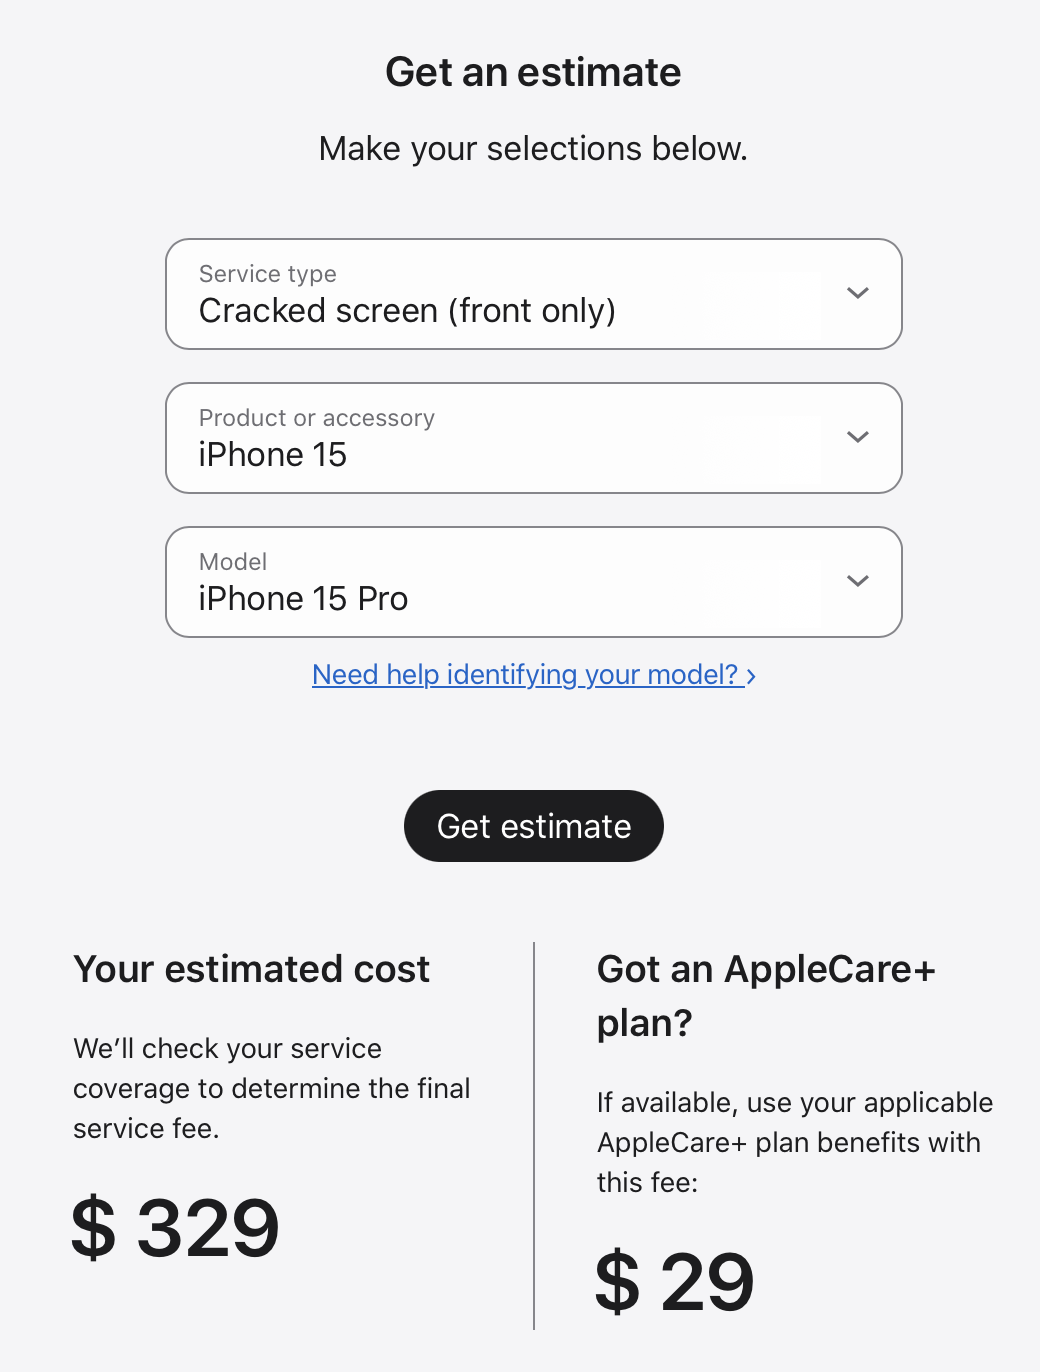 Get an estimate
Make your selections below.
Service type
Cracked screen (front only)
Product or accessory
iPhone 15
Model
iPhone 15 Pro
Need help identifying your model? ›
Get estimate
Your estimated cost
We’ll check your service
coverage to determine the final
service fee.
$ 329
Got an AppleCare+
plan?
If available, use your applicable
AppleCare+ plan benefits with
this fee:
$ 29